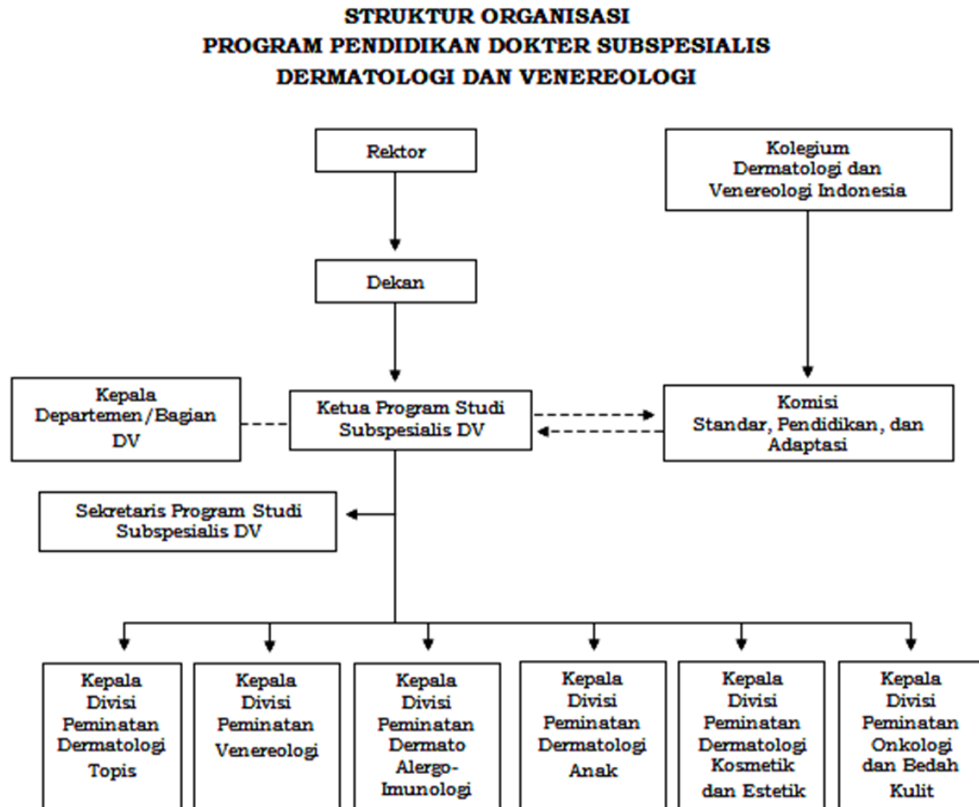 STRUKTUR ORGANISASI
PROGRAM PENDIDIKAN DOKTER SUBSPESIALIS
DERMATOLOGI DAN VENEREOLOGI
Rektor
Kolegium
Dermatologi dan
Venereologi Indonesia
Dekan
Kepala
Departemen/Bagian
DV
Ketua Program Studi
Subspesialis DV
Komisi
Standar, Pendidikan, dan
Adaptasi
Sekretaris Program Studi
Subspesialis DV
Kepala
Divisi
Peminatan
Dermatologi
Topis
Kepala
Divisi
Peminatan
Venereologi
Kepala
Divisi
Peminatan
Dermato
Alergo-
Imunologi
Kepala
Divisi
Peminatan
Dermatologi
Anak
Kepala
Divisi
Peminatan
Dermatologi
Kosmetik
dan Estetik
Kepala
Divisi
Peminatan
Onkologi
dan Bedah
Kulit